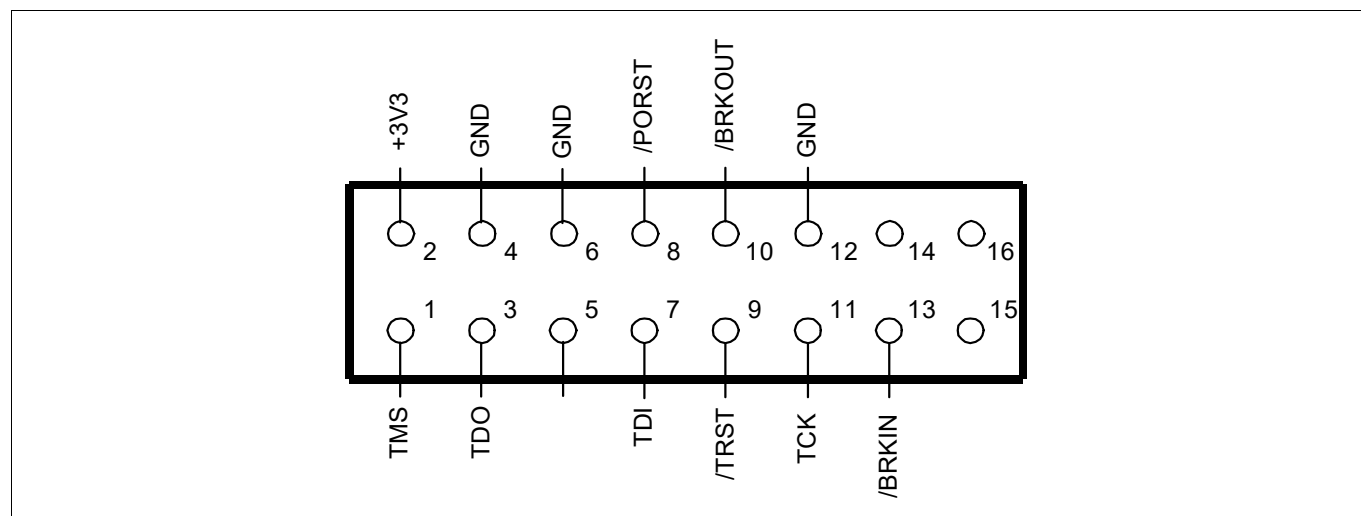 +3V3
GND
GND
/PORST
/BRKOUT
GND
2
4
6
8
10
12
14
16
1
3
5
7
9
11
13
15
TMS
TDO
TDI
/TRST
TCK
/BRKIN